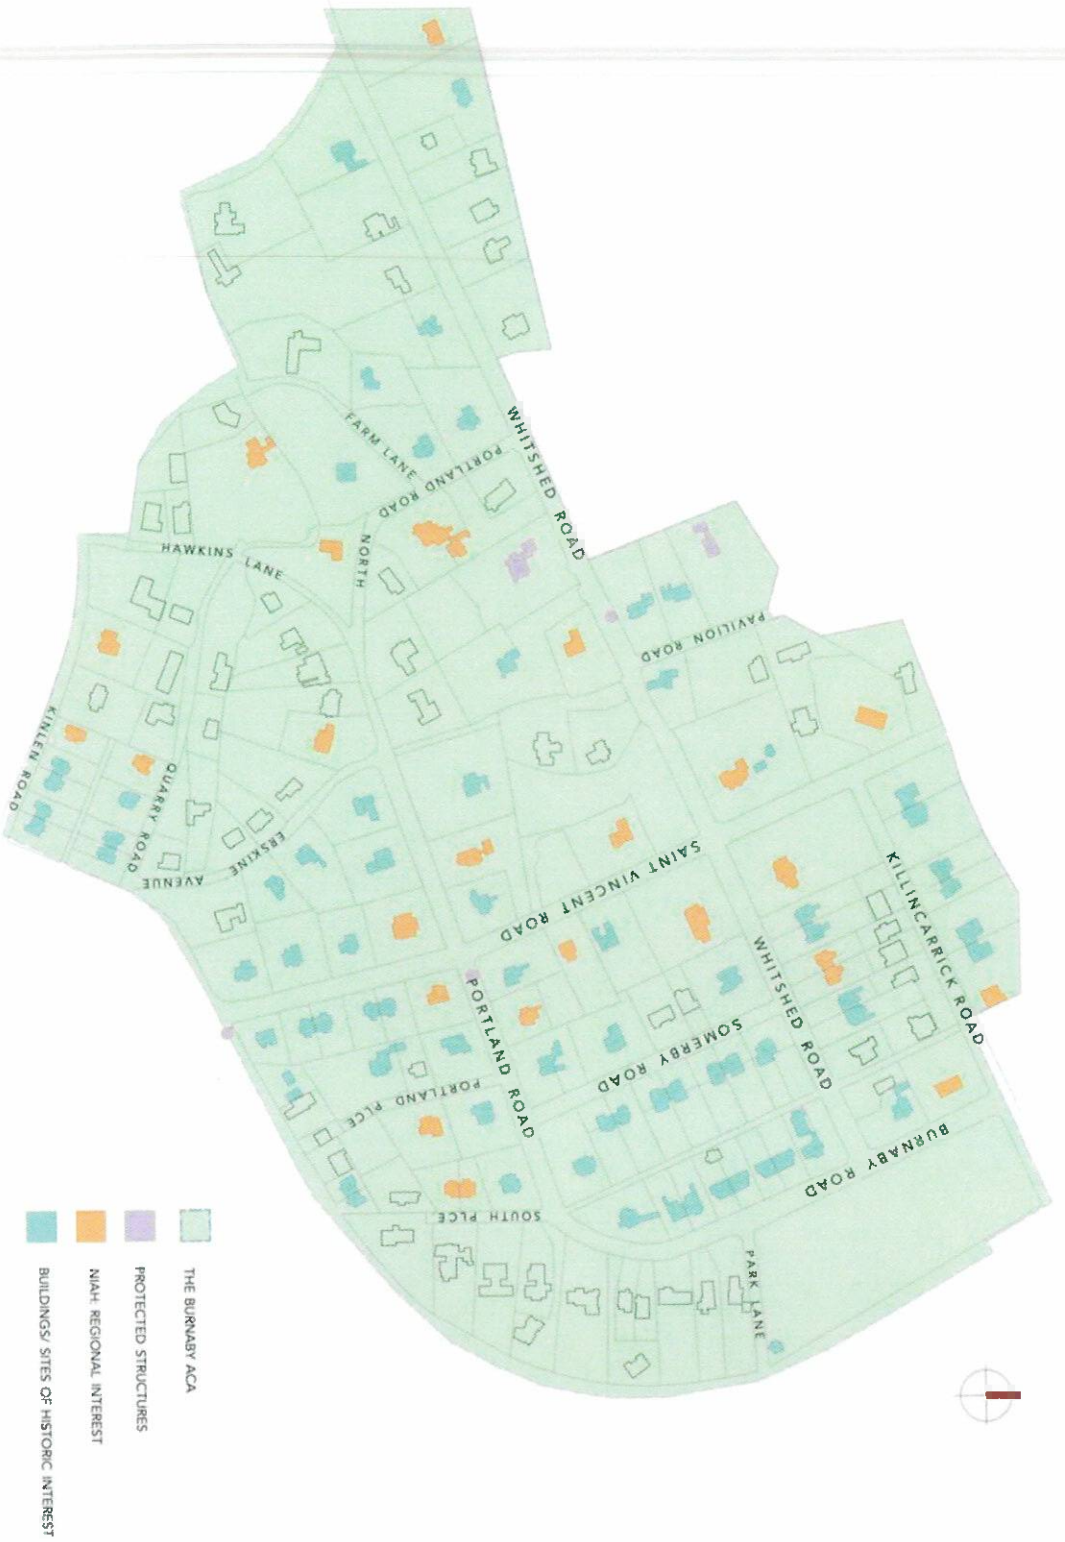 WHITSHED ROAD
FARM LANE
PORTLAND ROAD
NORTH
HAWKINS LANE
PAVILION ROAD
KINLEN ROAD
QUARRY ROAD
ERSKINE
AVENUE
SAINT VINCENT ROAD
KILLINCARRICK ROAD
WHITSHED ROAD
SOMERBY ROAD
PORTLAND ROAD
PORTLAND PLCE
BURNABY ROAD
SOUTH PLCE
PARK LANE
THE BURNABY ACA
PROTECTED STRUCTURES
NIAH: REGIONAL INTEREST
BUILDINGS/ SITES OF HISTORIC INTEREST